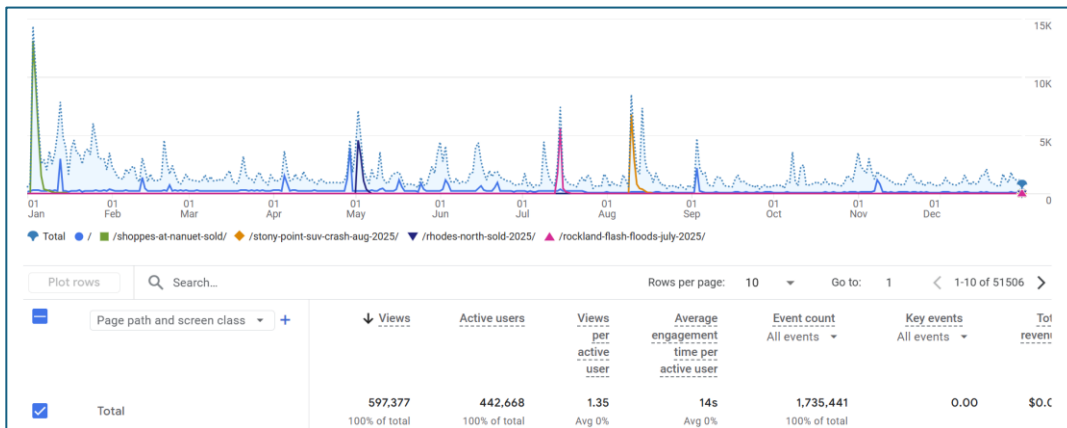 15K
10K
5K
0
01 01 01 01 01 01 01 01 01 01 01 01
Jan Feb Mar Apr May Jun Jul Aug Sep Oct Nov Dec
Total / /shoppes-at-nanuet-sold/ /stony-point-suv-crash-aug-2025/ /rhodes-north-sold-2025/ /rockland-flash-floods-july-2025/
Plot rows Search... Rows per page: 10 Go to: 1 1-10 of 51506
Page path and screen class + Views Active users Views per active user Average engagement time per active user Event count All events Key events All events
Total 597,377 442,668 1.35 14s 1,735,441 0.00
100% of total 100% of total Avg 0% Avg 0% 100% of total